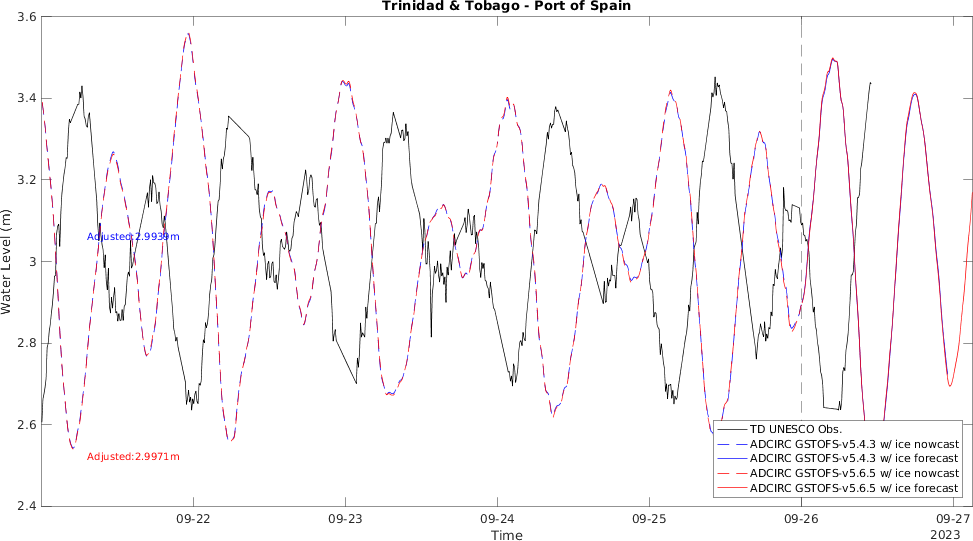 Trinidad & Tobago - Port of Spain
3.6
3.4
3.2
3
2.8
2.6
2.4
Water Level (m)
Adjusted:2.9939m
Adjusted:2.9971m
TD UNESCO Obs.
ADCIRC GSTOFS-v5.4.3 w/ ice nowcast
ADCIRC GSTOFS-v5.4.3 w/ ice forecast
ADCIRC GSTOFS-v5.6.5 w/ ice nowcast
ADCIRC GSTOFS-v5.6.5 w/ ice forecast
09-22 09-23 09-24 09-25 09-26 09-27
Time 2023